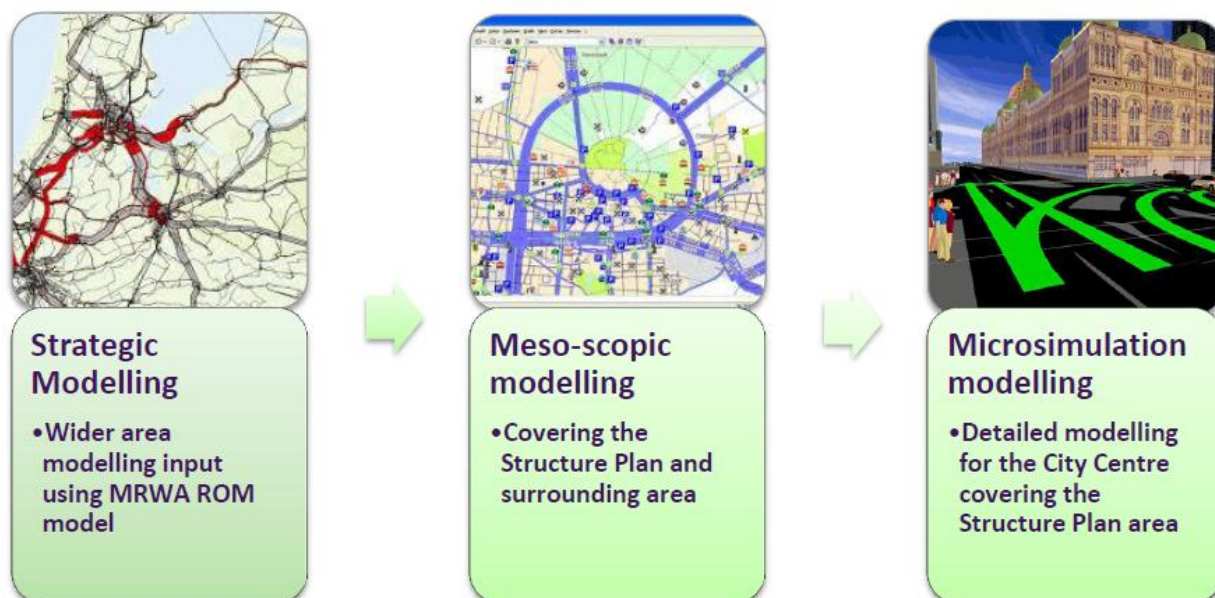 Strategic
Modelling
•Wider area
modelling input
using MRWA ROM
model
Meso-scopic
modelling
•Covering the
Structure Plan and
surrounding area
Microsimulation
modelling
•Detailed modelling
for the City Centre
covering the
Structure Plan area